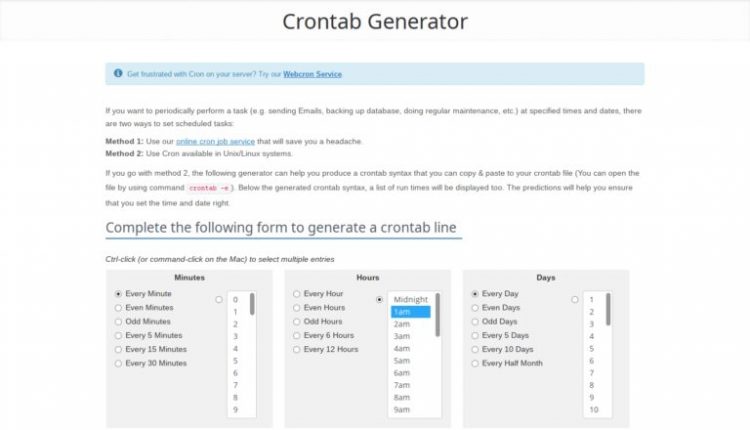 Crontab Generator
Get frustrated with Cron on your server? Try our Webcron Service
If you want to periodically perform a task (e.g. sending Emails, backing up database, doing regular maintenance, etc.) at specified times and dates, there
are two ways to set scheduled tasks:
Method 1: Use our online cron job service that will save you a headache.
Method 2: Use Cron available in Unix/Linux systems.
If you go with method 2, the following generator can help you produce a crontab syntax that you can copy & paste to your crontab file (You can open the
file by using command crontab -e). Below the generated crontab syntax, a list of run times will be displayed too. The predictions will help you ensure
that you set the time and date right.
Complete the following form to generate a crontab line
Ctrl-click (or command-click on the Mac) to select multiple entries
Minutes
Every Minute
Even Minutes
Odd Minutes
Every 5 Minutes
Every 15 Minutes
Every 30 Minutes
0
1
2
3
4
5
6
7
8
9
Hours
Every Hour
Even Hours
Odd Hours
Every 6 Hours
Every 12 Hours
Midnight
1am
2am
3am
4am
5am
6am
7am
8am
9am
Days
Every Day
Even Days
Odd Days
Every 5 Days
Every 10 Days
Every Half Month
1
2
3
4
5
6
7
8
9
10